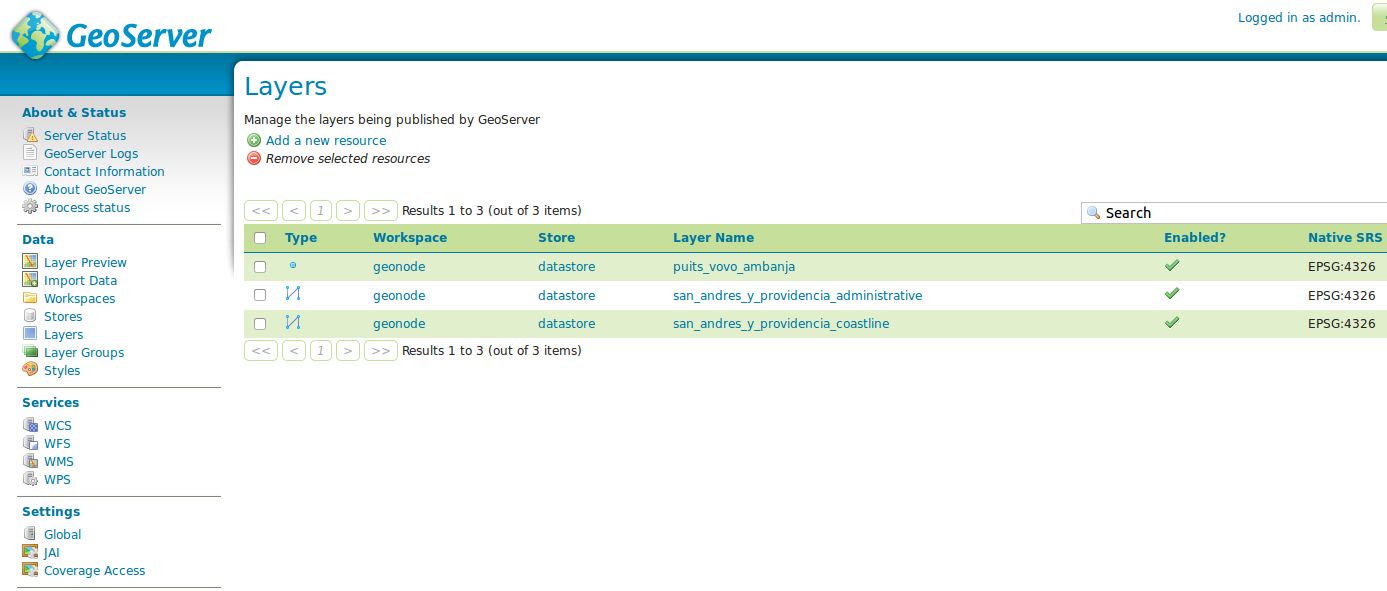 GeoServer
Logged in as admin.
About & Status
Server Status
GeoServer Logs
Contact Information
About GeoServer
Process status
Data
Layer Preview
Import Data
Workspaces
Stores
Layers
Layer Groups
Styles
Services
WCS
WFS
WMS
WPS
Settings
Global
JAI
Coverage Access
Layers
Manage the layers being published by GeoServer
Add a new resource
Remove selected resources
<< < 1 > >> Results 1 to 3 (out of 3 items)
Search
Type Workspace Store Layer Name Enabled? Native SRS
geonode datastore puits_vovo_ambanja EPSG:4326
geonode datastore san_andres_y_providencia_administrative EPSG:4326
geonode datastore san_andres_y_providencia_coastline EPSG:4326
<< < 1 > >> Results 1 to 3 (out of 3 items)